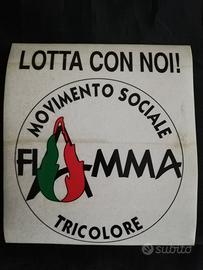 LOTTA CON NOI!
MOVIMENTO SOCIALE
FIAMMA
TRICOLORE
subito